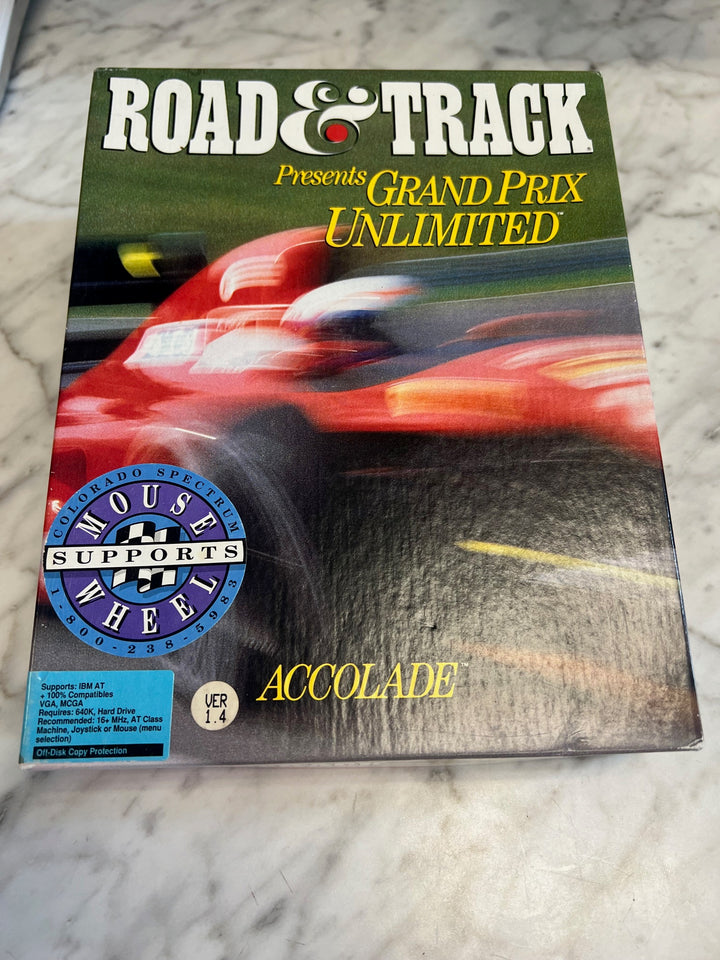 ROAD & TRACK
Presents GRAND PRIX
UNLIMITED™
COLORADO SPECTRUM
MOUSE
SUPPORTS
WHEEL
1-800-238-5983
Supports: IBM AT
+ 100% Compatibles
VGA, MCGA
Requires: 640K, Hard Drive
Recommended: 16+ MHz, AT Class
Machine, Joystick or Mouse (menu
selection)
Off-Disk Copy Protection
VER
1.4
ACCOLADE™